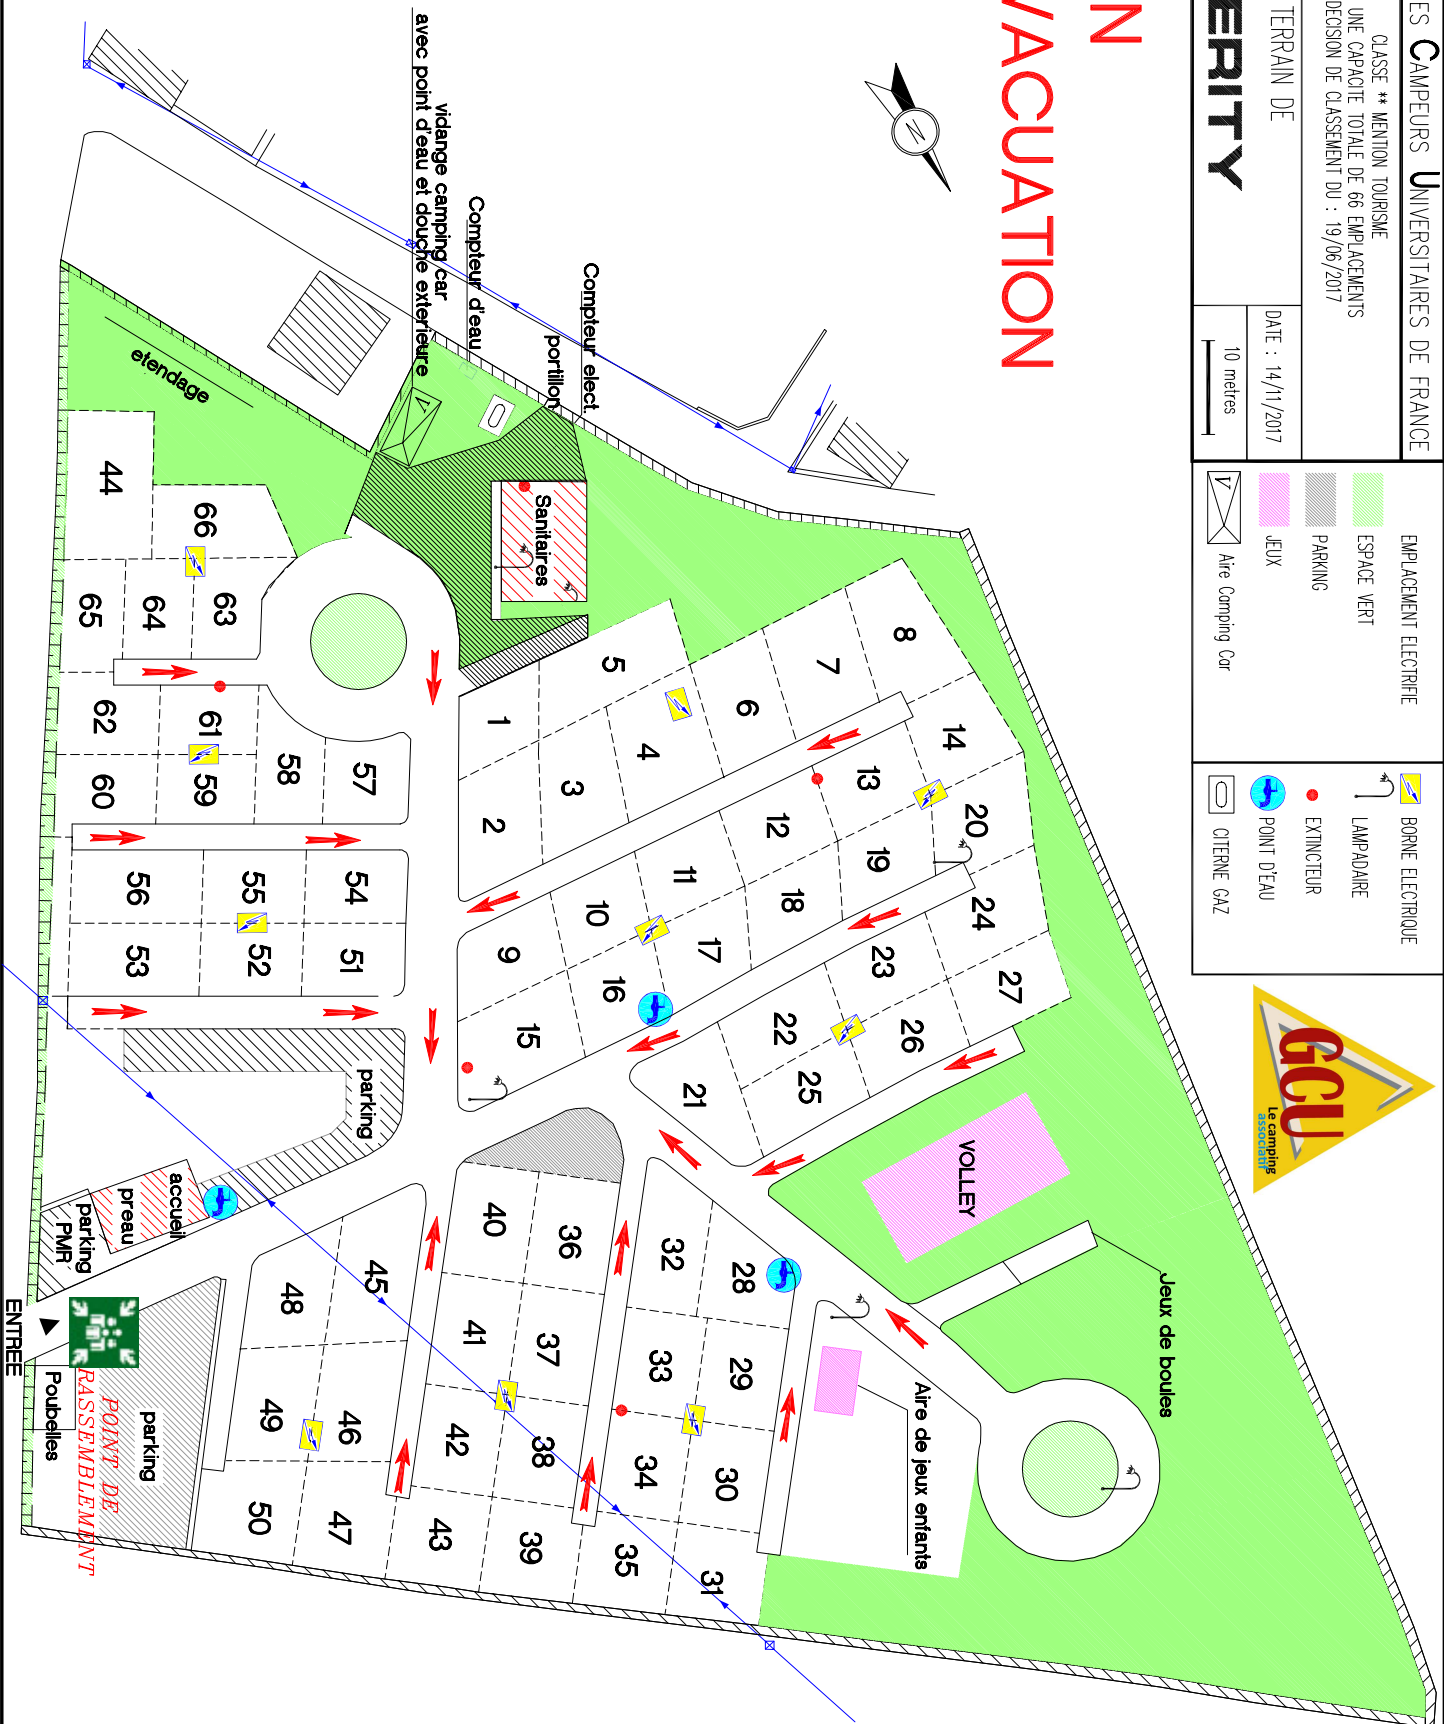 ES CAMPEURS UNIVERSITAIRES DE FRANCE
CLASSE ** MENTION TOURISME
UNE CAPACITE TOTALE DE 66 EMPLACEMENTS
DECISION DE CLASSEMENT DU : 19/06/2017
TERRAIN DE
ERITY
DATE : 14/11/2017
10 metres
EMPLACEMENT ELECTRIFIE
ESPACE VERT
PARKING
JEUX
V
Aire Camping Car
BORNE ELECTRIQUE
LAMPADAIRE
EXTINCTEUR
POINT D'EAU
CITERNE GAZ
GCU
Le camping
associatif
N
VACUATION
N
Compteur elect.
portillon
Compteur d'eau
vidange camping car
avec point d'eau et douche exterieure
V
etendage
Sanitaires
8
7
14
6
13
20
5
4
12
19
24
1
3
11
18
23
27
2
10
17
22
26
9
16
25
15
21
44
66
63
64
65
61
62
57
58
59
60
54
55
56
51
52
53
parking
accueil
preau
parking
PMR
ENTREE
Poubelles
POINT DE
RASSEMBLEMENT
parking
VOLLEY
Jeux de boules
Aire de jeux enfants
28
32
36
40
45
48
29
33
37
41
46
49
30
34
38
42
47
50
31
35
39
43